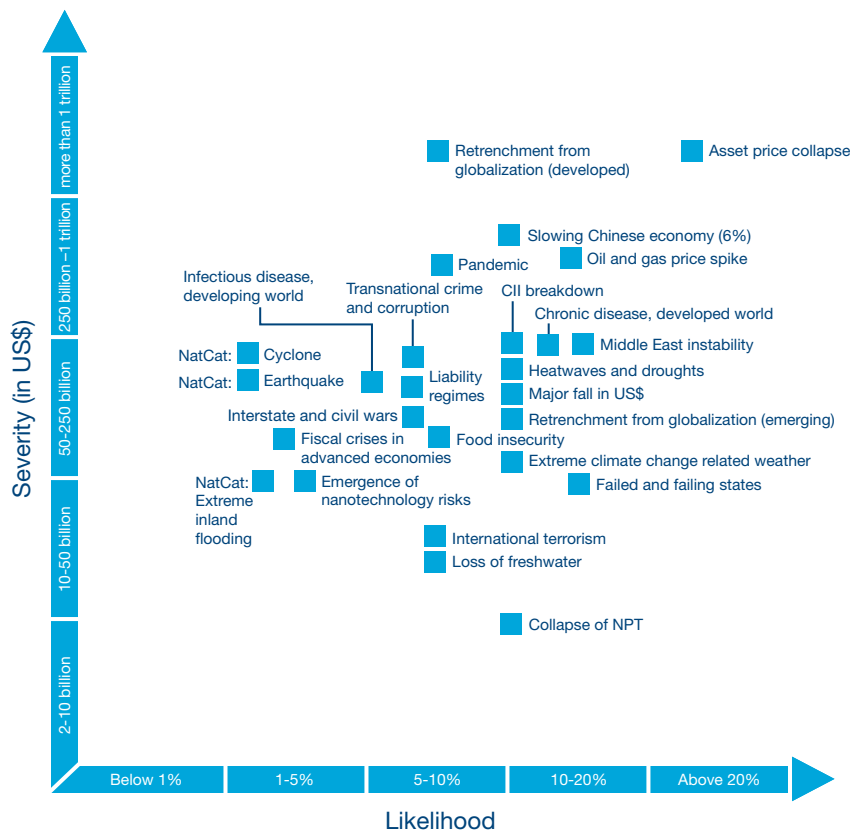 Severity (in US$)
more than 1 trillion
250 billion –1 trillion
50-250 billion
10-50 billion
2-10 billion
Retrenchment from
globalization (developed)
Asset price collapse
Slowing Chinese economy (6%)
Oil and gas price spike
Pandemic
Infectious disease,
developing world
Transnational crime
and corruption
CII breakdown
Chronic disease, developed world
Middle East instability
NatCat:
Cyclone
NatCat:
Earthquake
Liability
regimes
Heatwaves and droughts
Major fall in US$
Interstate and civil wars
Retrenchment from globalization (emerging)
Fiscal crises in
advanced economies
Food insecurity
Extreme climate change related weather
NatCat:
Extreme
inland
flooding
Emergence of
nanotechnology risks
Failed and failing states
International terrorism
Loss of freshwater
Collapse of NPT
Below 1%
1-5%
5-10%
10-20%
Above 20%
Likelihood